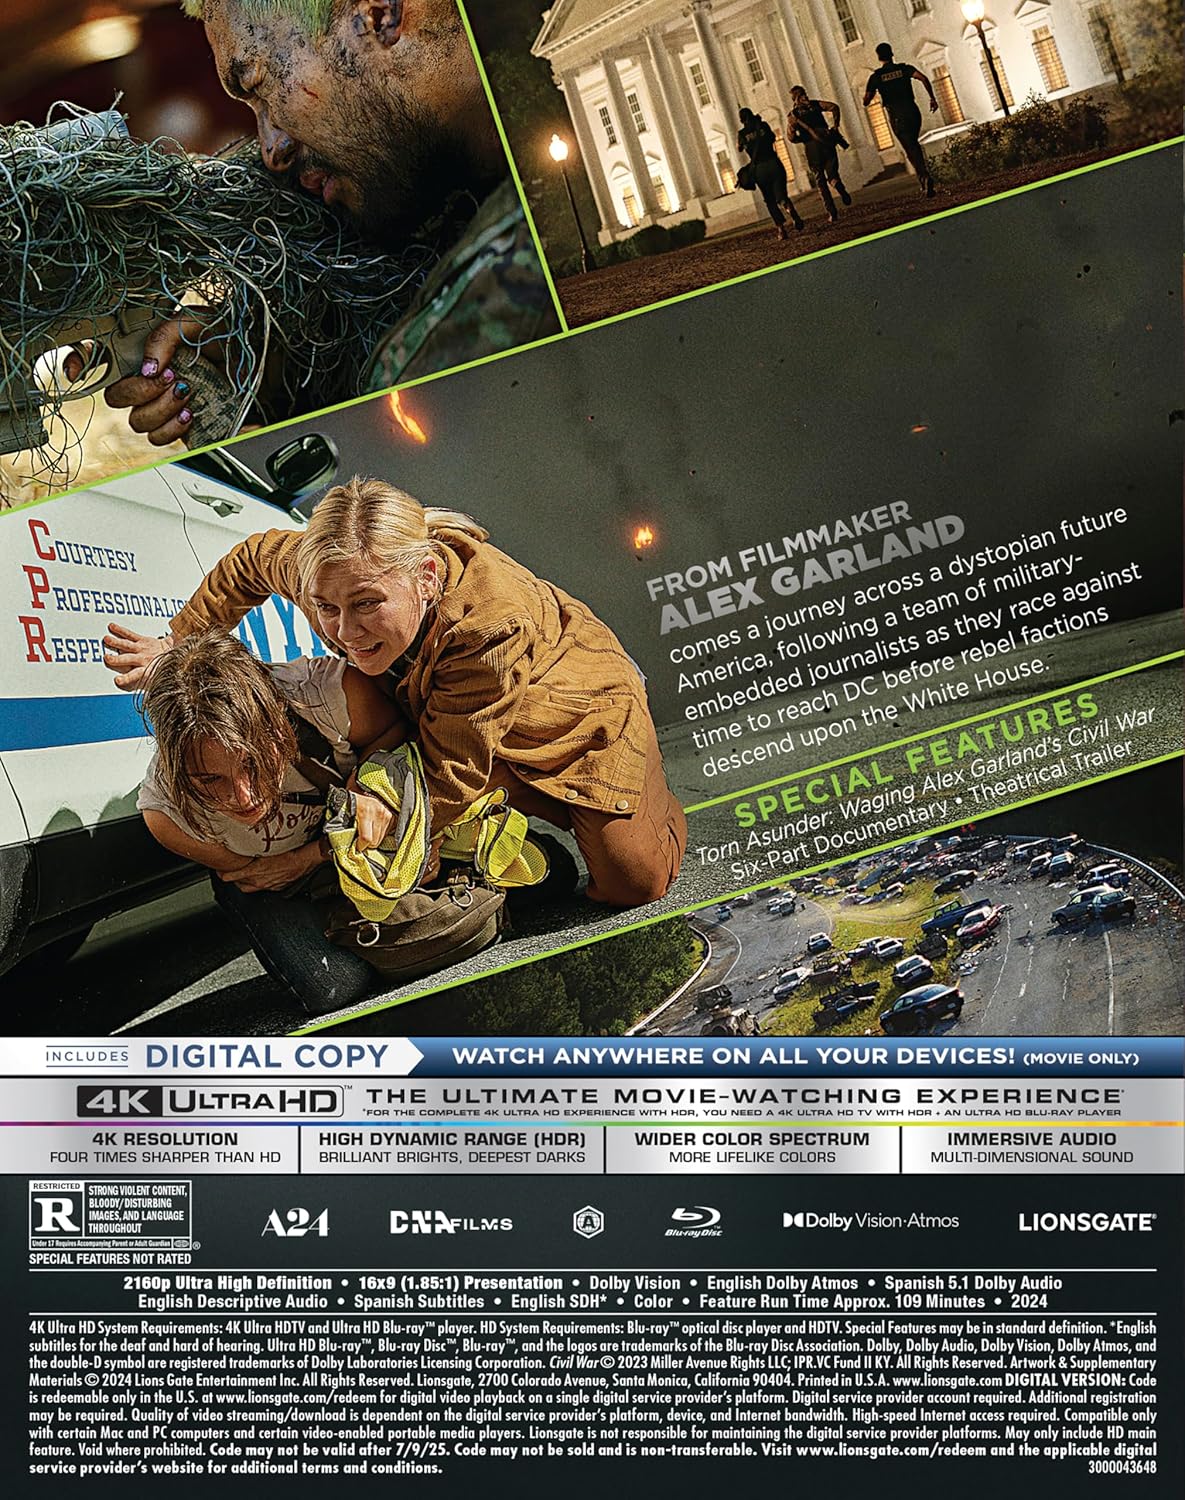 PRESS
COURTESY
PROFESSIONALIS
RESPE
NY
FROM FILMMAKER
ALEX GARLAND
comes a journey across a dystopian future
America, following a team of military-
embedded journalists as they race against
time to reach DC before rebel factions
descend upon the White House.
SPECIAL FEATURES
Torn Asunder: Waging Alex Garland's Civil War
Six-Part Documentary • Theatrical Trailer
INCLUDES DIGITAL COPY WATCH ANYWHERE ON ALL YOUR DEVICES! (MOVIE ONLY)
4K ULTRA HD™ THE ULTIMATE MOVIE-WATCHING EXPERIENCE*
*FOR THE COMPLETE 4K ULTRA HD EXPERIENCE WITH HDR, YOU NEED A 4K ULTRA HD TV WITH HDR + AN ULTRA HD BLU-RAY PLAYER
4K RESOLUTION
FOUR TIMES SHARPER THAN HD
HIGH DYNAMIC RANGE (HDR)
BRILLIANT BRIGHTS, DEEPEST DARKS
WIDER COLOR SPECTRUM
MORE LIFELIKE COLORS
IMMERSIVE AUDIO
MULTI-DIMENSIONAL SOUND
RESTRICTED
R
STRONG VIOLENT CONTENT,
BLOODY/DISTURBING
IMAGES, AND LANGUAGE
THROUGHOUT
Under 17 Requires Accompanying Parent or Adult Guardian ®
SPECIAL FEATURES NOT RATED
A24
DNA FILMS
A
Blu-ray Disc™
Dolby Vision·Atmos
LIONSGATE®
2160p Ultra High Definition • 16x9 (1.85:1) Presentation • Dolby Vision • English Dolby Atmos • Spanish 5.1 Dolby Audio
English Descriptive Audio • Spanish Subtitles • English SDH* • Color • Feature Run Time Approx. 109 Minutes • 2024
4K Ultra HD System Requirements: 4K Ultra HDTV and Ultra HD Blu-ray™ player. HD System Requirements: Blu-ray™ optical disc player and HDTV. Special Features may be in standard definition. *English
subtitles for the deaf and hard of hearing. Ultra HD Blu-ray™, Blu-ray Disc™, Blu-ray™, and the logos are trademarks of the Blu-ray Disc Association. Dolby, Dolby Audio, Dolby Vision, Dolby Atmos, and
the double-D symbol are registered trademarks of Dolby Laboratories Licensing Corporation. Civil War © 2023 Miller Avenue Rights LLC; IPR.VC Fund II KY. All Rights Reserved. Artwork & Supplementary
Materials © 2024 Lions Gate Entertainment Inc. All Rights Reserved. Lionsgate, 2700 Colorado Avenue, Santa Monica, California 90404. Printed in U.S.A. www.lionsgate.com DIGITAL VERSION: Code
is redeemable only in the U.S. at www.lionsgate.com/redeem for digital video playback on a single digital service provider's platform. Digital service provider account required. Additional registration
may be required. Quality of video streaming/download is dependent on the digital service provider's platform, device, and Internet bandwidth. High-speed Internet access required. Compatible only
with certain Mac and PC computers and certain video-enabled portable media players. Lionsgate is not responsible for maintaining the digital service provider platforms. May only include HD main
feature. Void where prohibited. Code may not be valid after 7/9/25. Code may not be sold and is non-transferable. Visit www.lionsgate.com/redeem and the applicable digital
service provider's website for additional terms and conditions.
3000043648